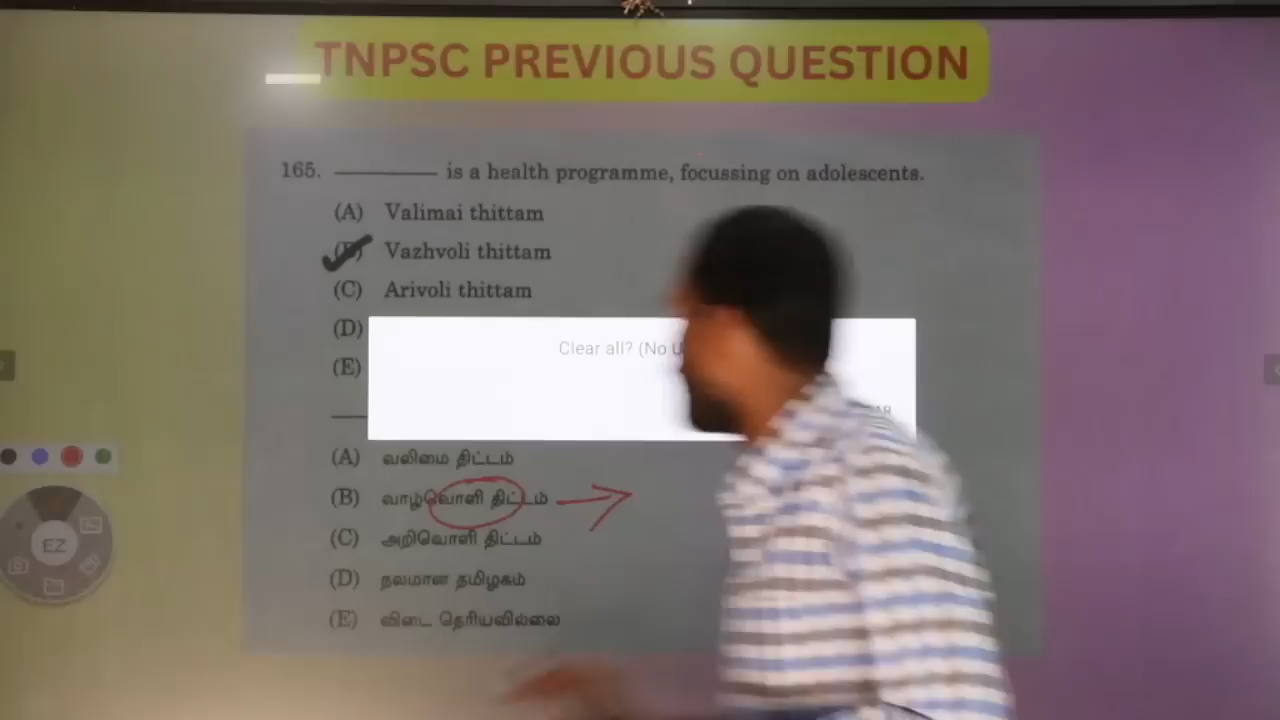 TNPSC PREVIOUS QUESTION
165. ________ is a health programme, focussing on adolescents.
(A) Valimai thittam
(B) Vazhvoli thittam
(C) Arivoli thittam
(D)
Clear all? (No U
(E)
(A) வலிமை திட்டம்
(B) வாழ்வொளி திட்டம்
(C) அறிவொளி திட்டம்
(D) நலமான தமிழகம்
(E) விடை தெரியவில்லை
EZ